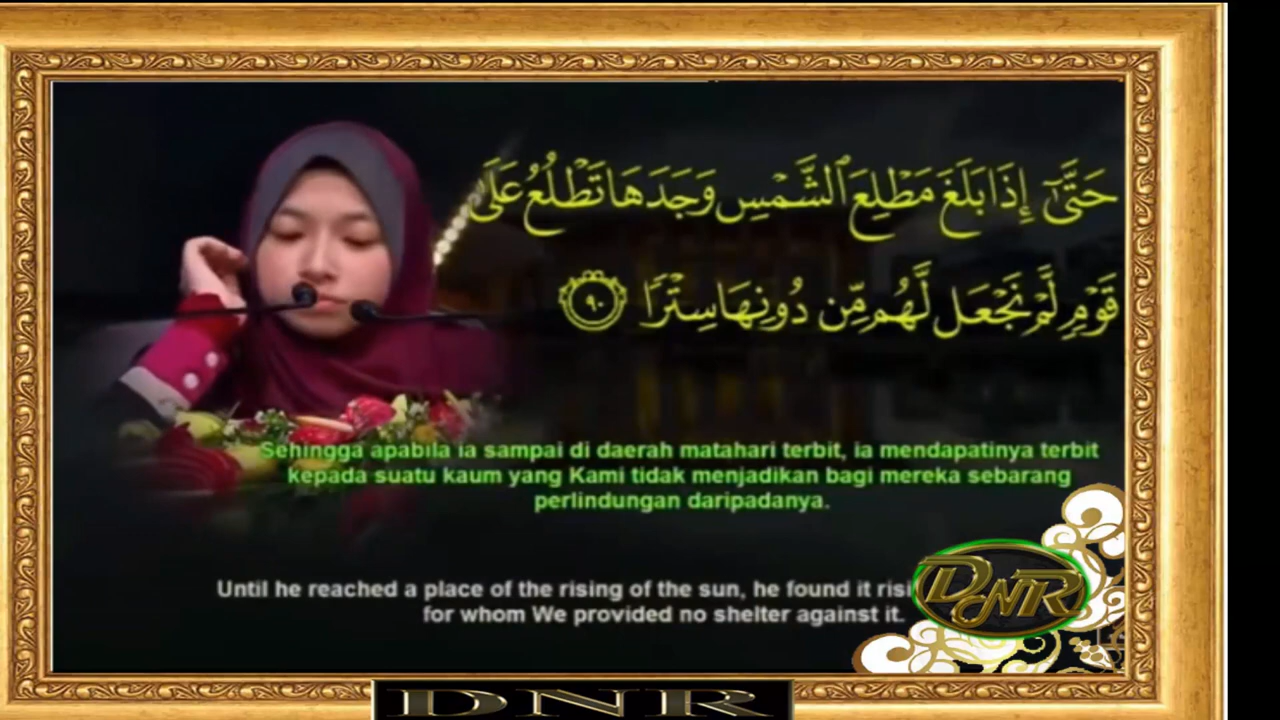 حَتَّىٰٓ إِذَا بَلَغَ مَطْلِعَ ٱلشَّمْسِ وَجَدَهَا تَطْلُعُ عَلَىٰ
قَوْمٍ لَّمْ نَجْعَل لَّهُم مِّن دُونِهَا سِتْرًا ٩٠
Sehingga apabila ia sampai di daerah matahari terbit, ia mendapatinya terbit
kepada suatu kaum yang Kami tidak menjadikan bagi mereka sebarang
perlindungan daripadanya.
Until he reached a place of the rising of the sun, he found it risi
for whom We provided no shelter against it.
DNR
DNR